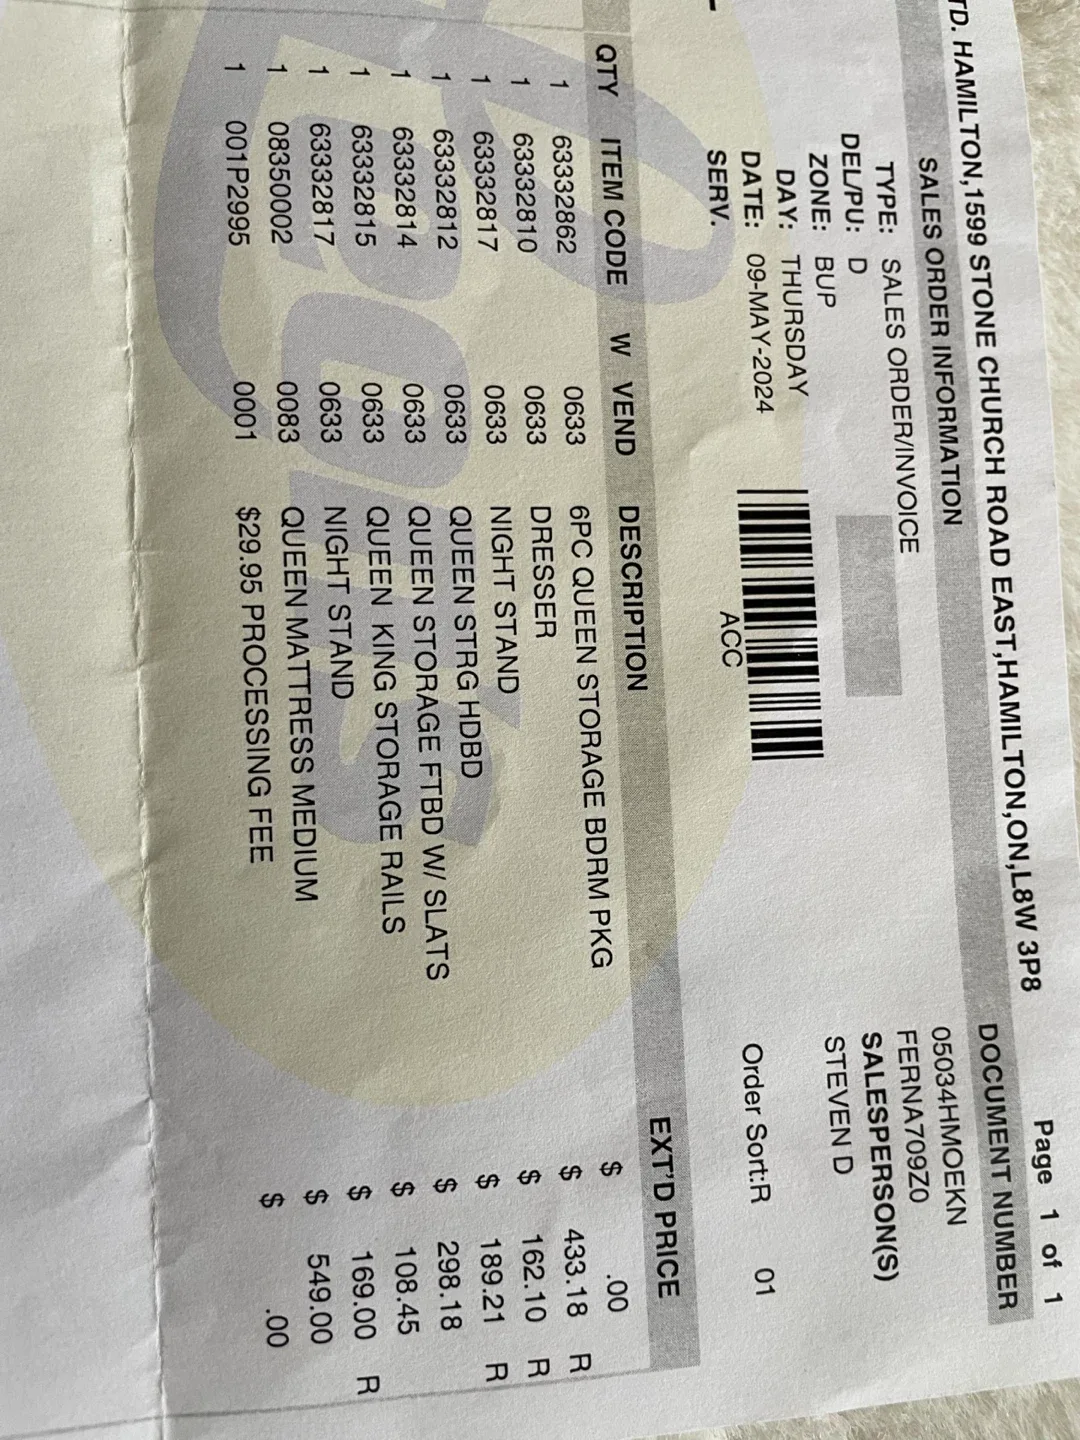 Page 1 of 1
TD. HAMILTON,1599 STONE CHURCH ROAD EAST,HAMILTON,ON,L8W 3P8
SALES ORDER INFORMATION DOCUMENT NUMBER
TYPE: SALES ORDER/INVOICE 05034HMOEKN
DEL/PU: D FERNA709Z0
ZONE: BUP SALESPERSON(S)
DAY: THURSDAY STEVEN D
DATE: 09-MAY-2024
SERV. ACC Order Sort:R 01
QTY ITEM CODE W VEND DESCRIPTION EXT'D PRICE
1 63332862 0633 6PC QUEEN STORAGE BDRM PKG $ .00
1 63332810 0633 DRESSER $ 433.18 R
1 63332817 0633 NIGHT STAND $ 162.10 R
1 63332812 0633 QUEEN STRG HDBD $ 189.21 R
1 63332814 0633 QUEEN STORAGE FTBD W/ SLATS $ 298.18
1 63332815 0633 QUEEN KING STORAGE RAILS $ 108.45
1 63332817 0633 NIGHT STAND $ 169.00 R
1 08350002 0083 QUEEN MATTRESS MEDIUM $ 549.00
1 001P2995 0001 $29.95 PROCESSING FEE $ .00